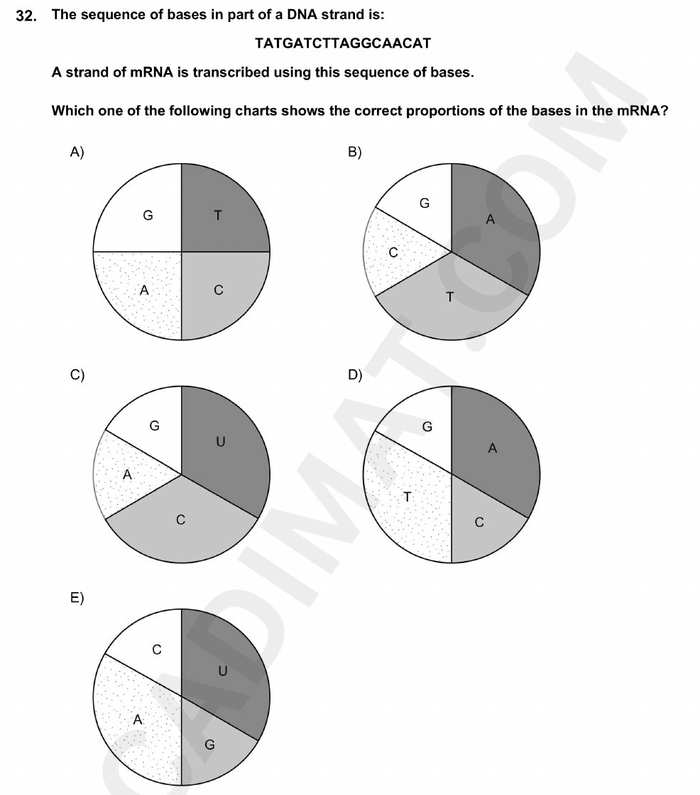 32. The sequence of bases in part of a DNA strand is:
TATGATCTTAGGCAACAT
A strand of mRNA is transcribed using this sequence of bases.
Which one of the following charts shows the correct proportions of the bases in the mRNA?
A)
G T
A C
B)
G A
C
T
C)
G U
A
C
D)
G A
T C
E)
C U
A G
CADIMAT.COM